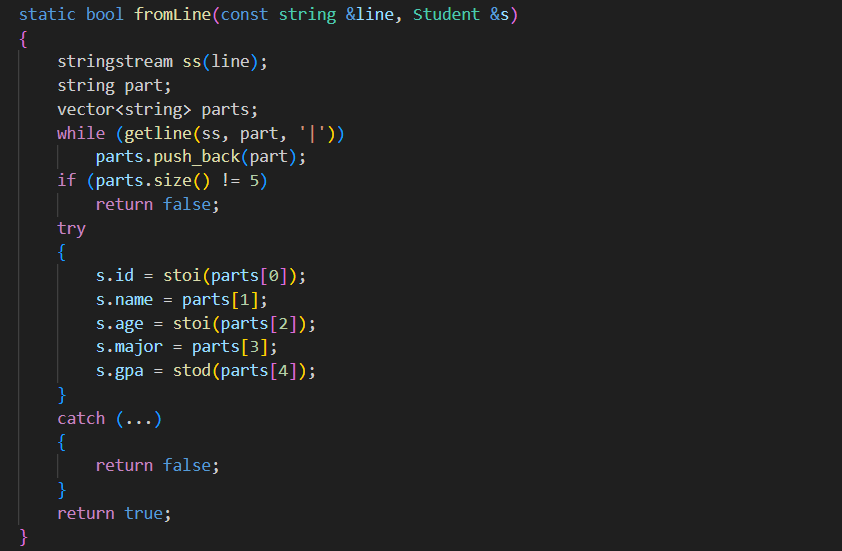 static bool fromLine(const string &line, Student &s)
{
    stringstream ss(line);
    string part;
    vector<string> parts;
    while (getline(ss, part, '|'))
        parts.push_back(part);
    if (parts.size() != 5)
        return false;
    try
    {
        s.id = stoi(parts[0]);
        s.name = parts[1];
        s.age = stoi(parts[2]);
        s.major = parts[3];
        s.gpa = stod(parts[4]);
    }
    catch (...)
    {
        return false;
    }
    return true;
}